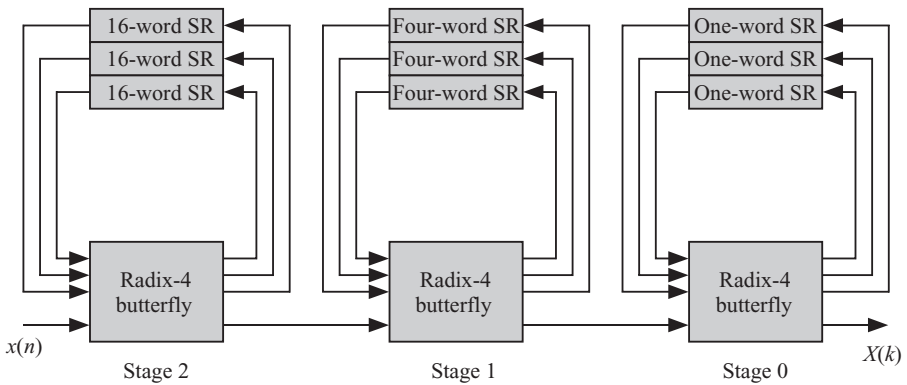 16-word SR
16-word SR
16-word SR
Four-word SR
Four-word SR
Four-word SR
One-word SR
One-word SR
One-word SR
Radix-4
butterfly
Radix-4
butterfly
Radix-4
butterfly
x(n)
X(k)
Stage 2
Stage 1
Stage 0